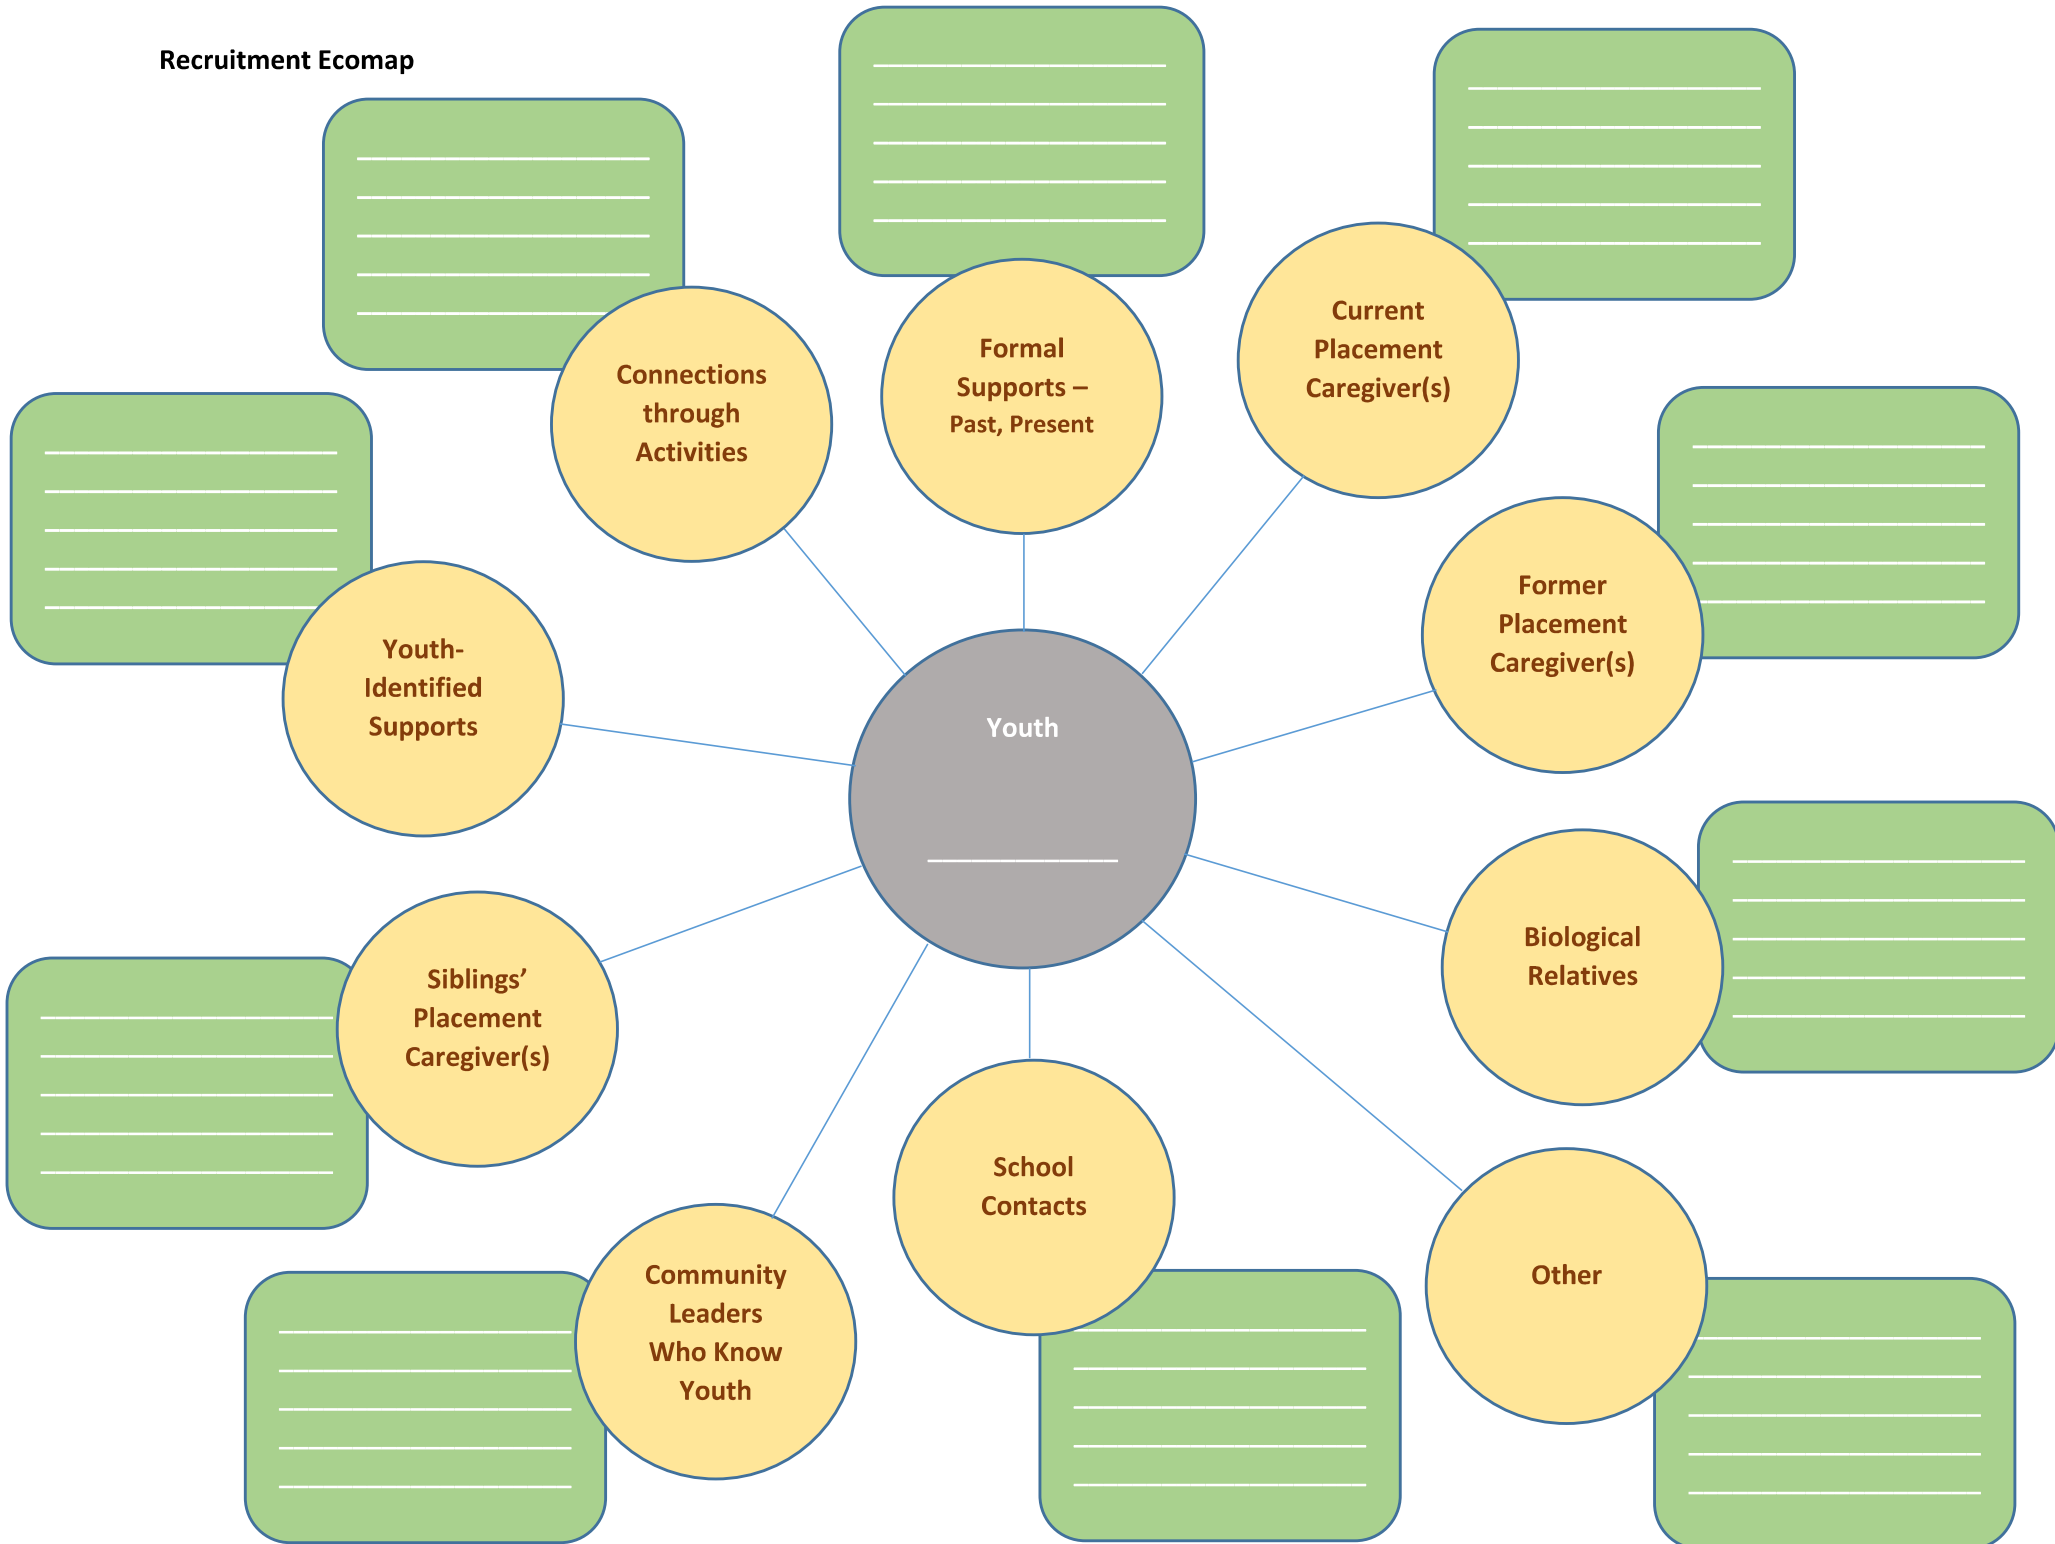 Recruitment Ecomap
Connections
through
Activities
Formal
Supports –
Past, Present
Current
Placement
Caregiver(s)
Former
Placement
Caregiver(s)
Youth-
Identified
Supports
Youth
Biological
Relatives
Siblings’
Placement
Caregiver(s)
School
Contacts
Community
Leaders
Who Know
Youth
Other